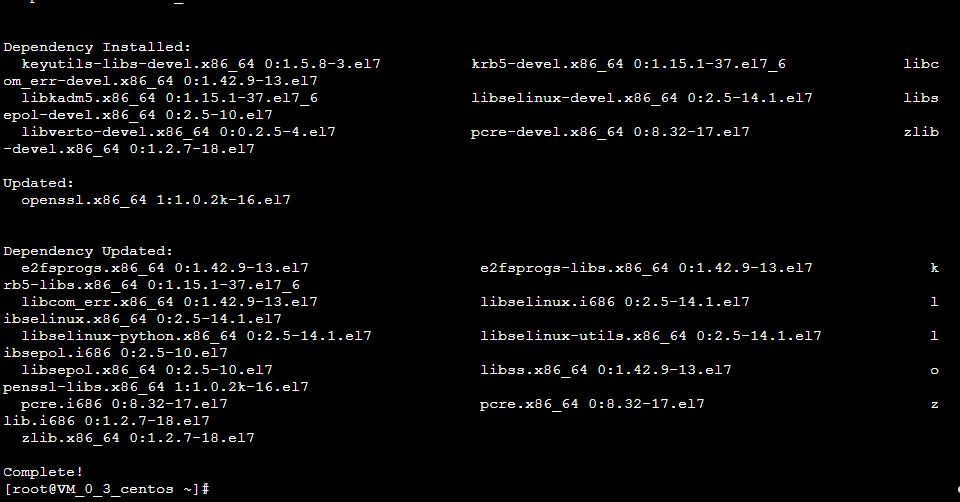 Dependency Installed:
  keyutils-libs-devel.x86_64 0:1.5.8-3.el7          krb5-devel.x86_64 0:1.15.1-37.el7_6             libc
om_err-devel.x86_64 0:1.42.9-13.el7
  libkadm5.x86_64 0:1.15.1-37.el7_6                 libselinux-devel.x86_64 0:2.5-14.1.el7          libs
epol-devel.x86_64 0:2.5-10.el7
  libverto-devel.x86_64 0:0.2.5-4.el7               pcre-devel.x86_64 0:8.32-17.el7                 zlib
-devel.x86_64 0:1.2.7-18.el7
Updated:
  openssl.x86_64 1:1.0.2k-16.el7
Dependency Updated:
  e2fsprogs.x86_64 0:1.42.9-13.el7                   e2fsprogs-libs.x86_64 0:1.42.9-13.el7             k
rb5-libs.x86_64 0:1.15.1-37.el7_6
  libcom_err.x86_64 0:1.42.9-13.el7                  libselinux.i686 0:2.5-14.1.el7                    l
ibselinux.x86_64 0:2.5-14.1.el7
  libselinux-python.x86_64 0:2.5-14.1.el7            libselinux-utils.x86_64 0:2.5-14.1.el7            l
ibsepol.i686 0:2.5-10.el7
  libsepol.x86_64 0:2.5-10.el7                       libss.x86_64 0:1.42.9-13.el7                      o
penssl-libs.x86_64 1:1.0.2k-16.el7
  pcre.i686 0:8.32-17.el7                            pcre.x86_64 0:8.32-17.el7                         z
lib.i686 0:1.2.7-18.el7
  zlib.x86_64 0:1.2.7-18.el7
Complete!
[root@VM_0_3_centos ~]#